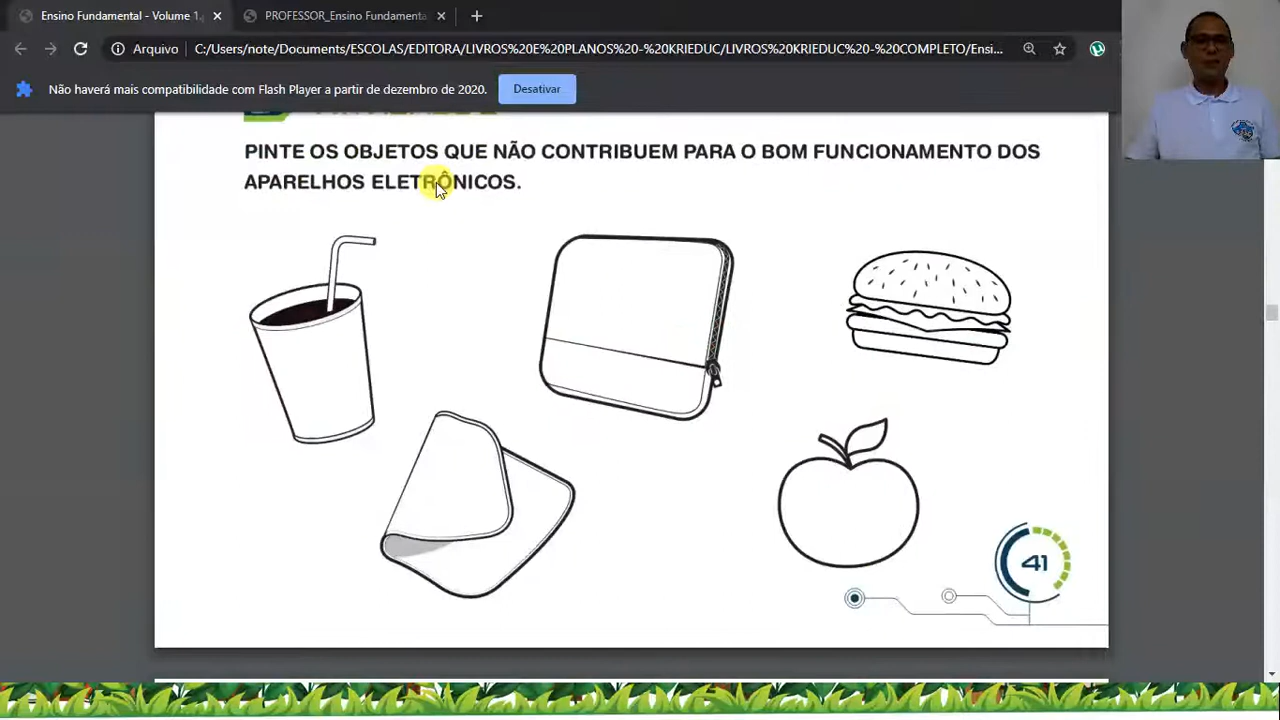 Ensino Fundamental - Volume 1,
PROFESSOR_Ensino Fundamenta
Arquivo
C:/Users/note/Documents/ESCOLAS/EDITORA/LIVROS%20E%20PLANOS%20-%20KRIEDUC/LIVROS%20KRIEDUC%20-%20COMPLETO/Ensi...
Não haverá mais compatibilidade com Flash Player a partir de dezembro de 2020.
Desativar
PINTE OS OBJETOS QUE NÃO CONTRIBUEM PARA O BOM FUNCIONAMENTO DOS
APARELHOS ELETRÔNICOS.
41